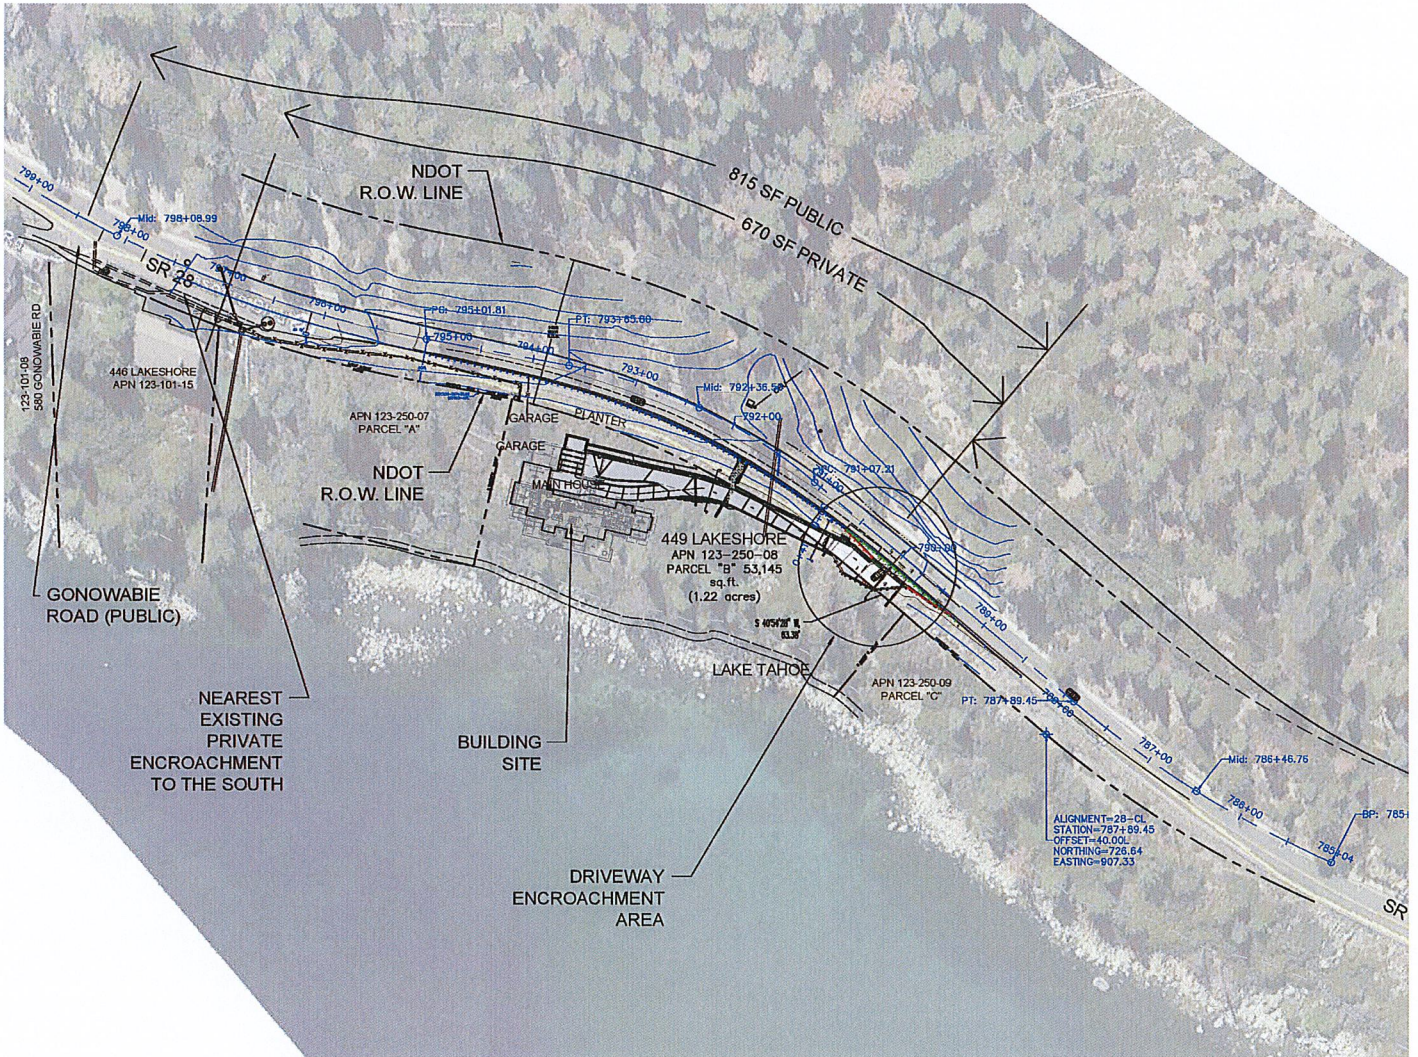 815 SF PUBLIC
670 SF PRIVATE
NDOT
R.O.W. LINE
799+00
Mid: 798+08.99
798+00
SR 28
797+00
796+00
PC: 795+01.81
795+00
PT: 793+65.60
794+00
793+00
Mid: 792+36.50
792+00
PC: 791+07.21
791+00
790+00
789+00
123-101-08
580 GONOWABIE RD
446 LAKESHORE
APN 123-101-15
APN 123-250-07
PARCEL "A"
GARAGE
PLANTER
GARAGE
MAIN HOUSE
NDOT
R.O.W. LINE
449 LAKESHORE
APN 123-250-08
PARCEL "B" 53,145
sq.ft.
(1.22 acres)
63.38'
GONOWABIE
ROAD (PUBLIC)
LAKE TAHOE
APN 123-250-09
PARCEL "C"
PT: 787+89.45
787+00
Mid: 786+46.76
786+00
BP: 785+
785+04
NEAREST
EXISTING
PRIVATE
ENCROACHMENT
TO THE SOUTH
BUILDING
SITE
ALIGNMENT=28-CL
STATION=787+89.45
OFFSET=40.00L
NORTHING=726.64
EASTING=907.33
DRIVEWAY
ENCROACHMENT
AREA
SR